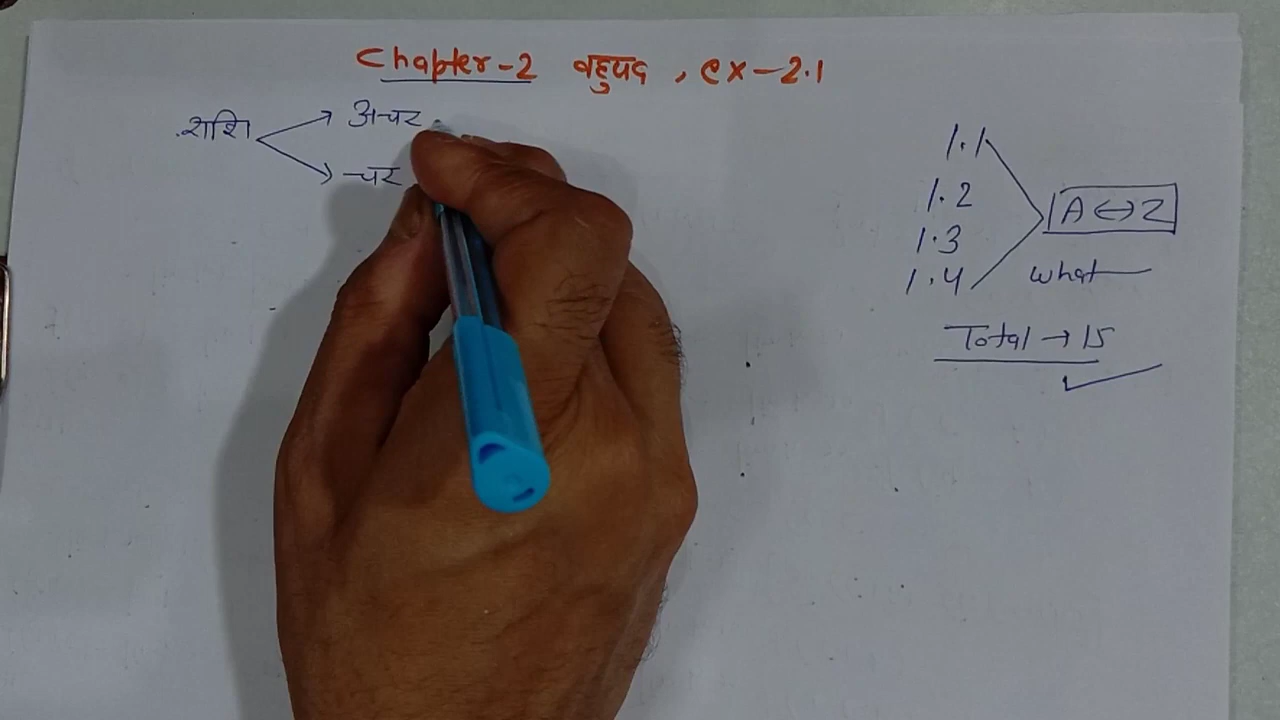 Chapter-2 बहुपद , ex-2.1
राशि → अचर
→ चर
1.1
1.2
1.3
1.4
A ↔ Z
what
Total → 15